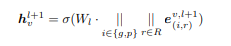 h_v^{l+1} = σ(W_l · ||_{i∈{g,p}} ||_{r∈R} e_{(i,r)}^{v,l+1})